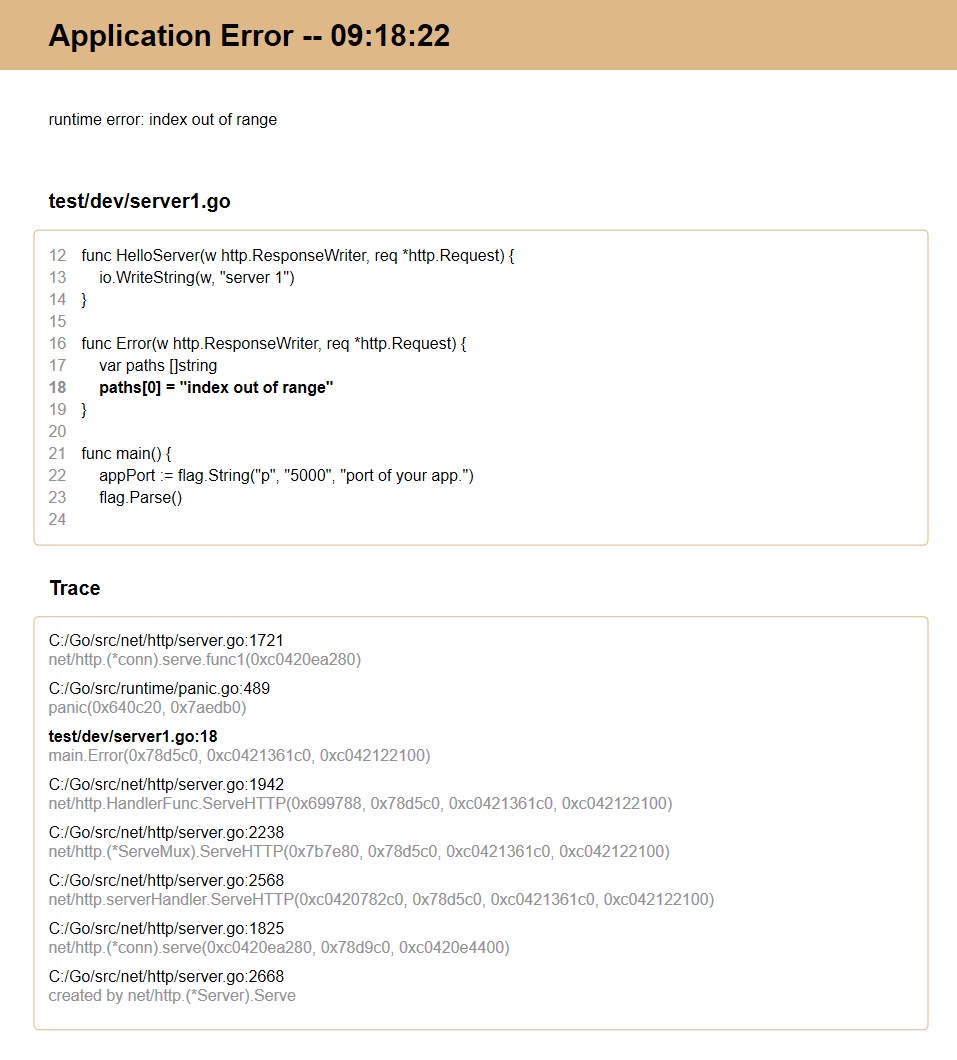 Application Error -- 09:18:22
runtime error: index out of range
test/dev/server1.go
12 func HelloServer(w http.ResponseWriter, req *http.Request) {
13     io.WriteString(w, "server 1")
14 }
15
16 func Error(w http.ResponseWriter, req *http.Request) {
17     var paths []string
18     paths[0] = "index out of range"
19 }
20
21 func main() {
22     appPort := flag.String("p", "5000", "port of your app.")
23     flag.Parse()
24
Trace
C:/Go/src/net/http/server.go:1721
net/http.(*conn).serve.func1(0xc0420ea280)
C:/Go/src/runtime/panic.go:489
panic(0x640c20, 0x7aedb0)
test/dev/server1.go:18
main.Error(0x78d5c0, 0xc0421361c0, 0xc042122100)
C:/Go/src/net/http/server.go:1942
net/http.HandlerFunc.ServeHTTP(0x699788, 0x78d5c0, 0xc0421361c0, 0xc042122100)
C:/Go/src/net/http/server.go:2238
net/http.(*ServeMux).ServeHTTP(0x7b7e80, 0x78d5c0, 0xc0421361c0, 0xc042122100)
C:/Go/src/net/http/server.go:2568
net/http.serverHandler.ServeHTTP(0xc0420782c0, 0x78d5c0, 0xc0421361c0, 0xc042122100)
C:/Go/src/net/http/server.go:1825
net/http.(*conn).serve(0xc0420ea280, 0x78d9c0, 0xc0420e4400)
C:/Go/src/net/http/server.go:2668
created by net/http.(*Server).Serve